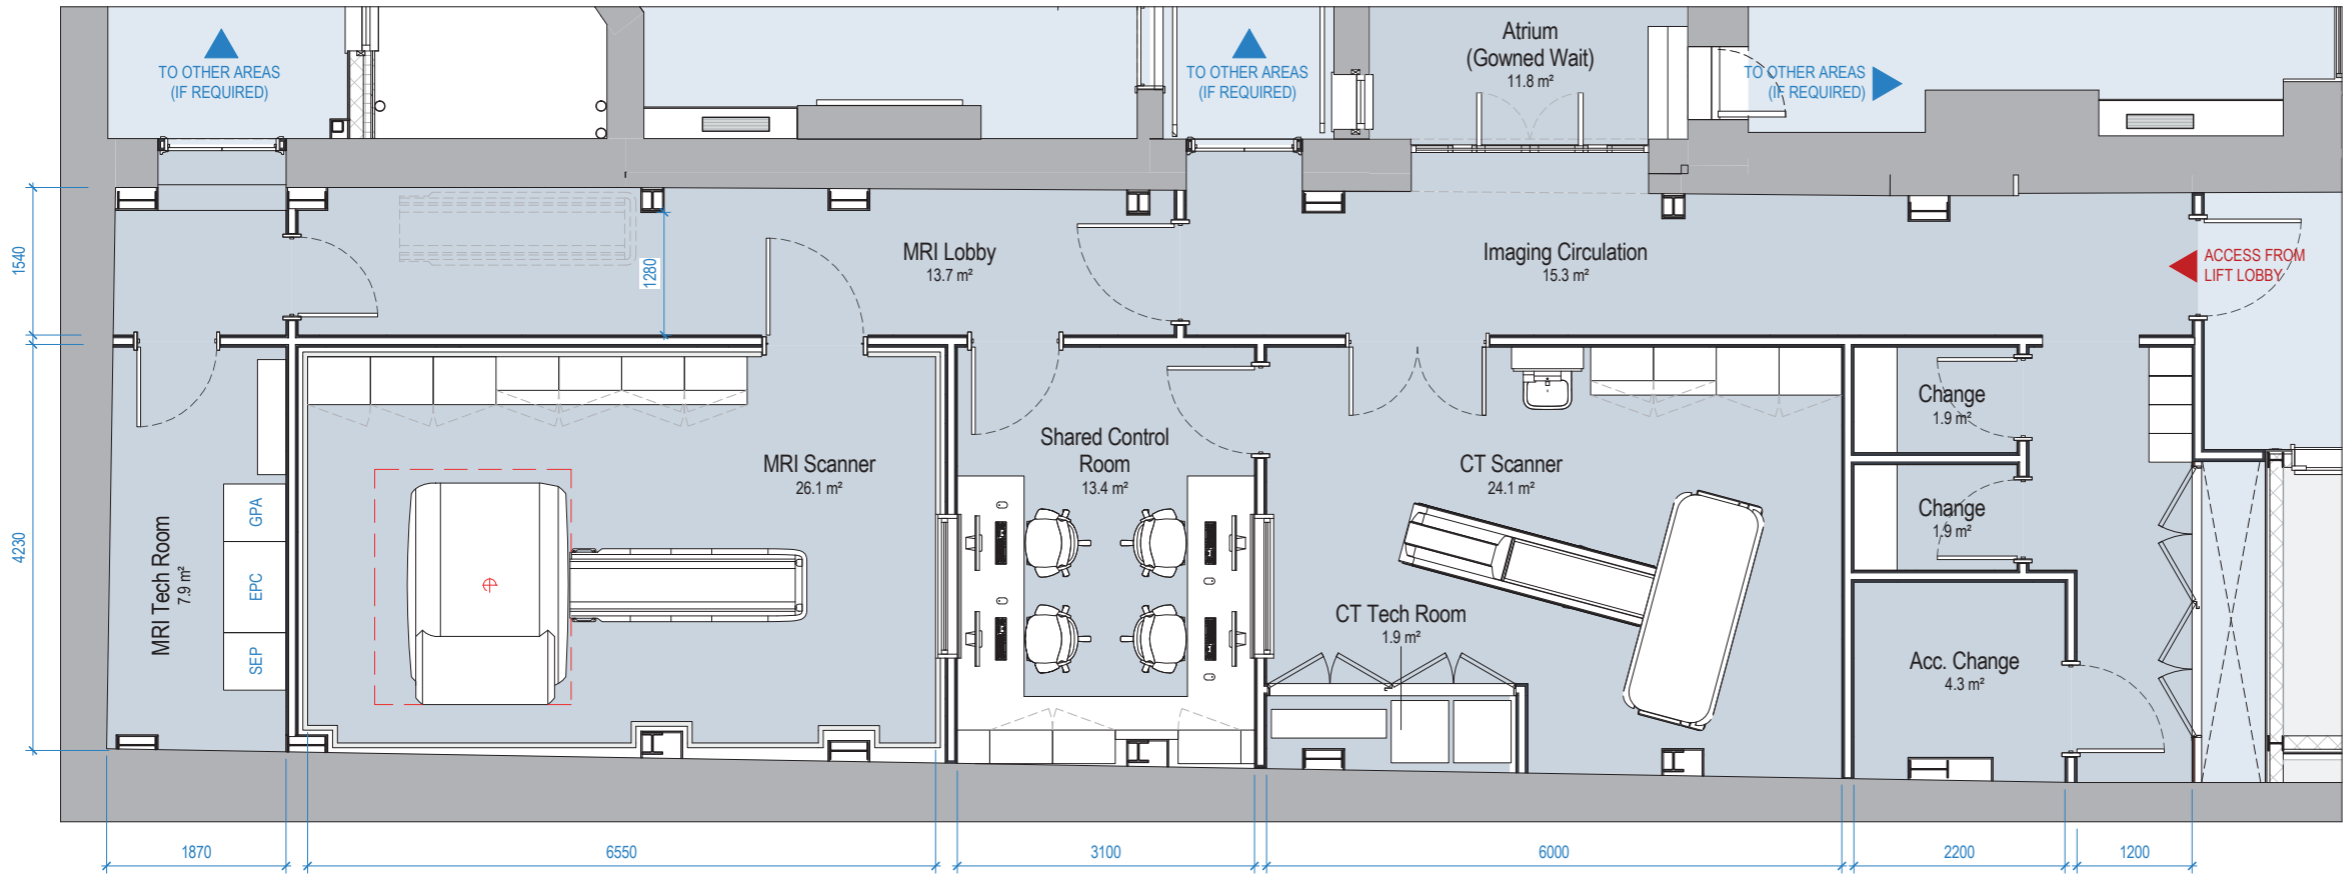 TO OTHER AREAS
(IF REQUIRED)
TO OTHER AREAS
(IF REQUIRED)
Atrium
(Gowned Wait)
11.8 m²
TO OTHER AREAS
(IF REQUIRED)
1540
1280
MRI Lobby
13.7 m²
Imaging Circulation
15.3 m²
ACCESS FROM
LIFT LOBBY
4230
MRI Tech Room
7.9 m²
GPA
EPC
SEP
MRI Scanner
26.1 m²
Shared Control
Room
13.4 m²
CT Scanner
24.1 m²
CT Tech Room
1.9 m²
Change
1.9 m²
Change
1.9 m²
Acc. Change
4.3 m²
1870
6550
3100
6000
2200
1200